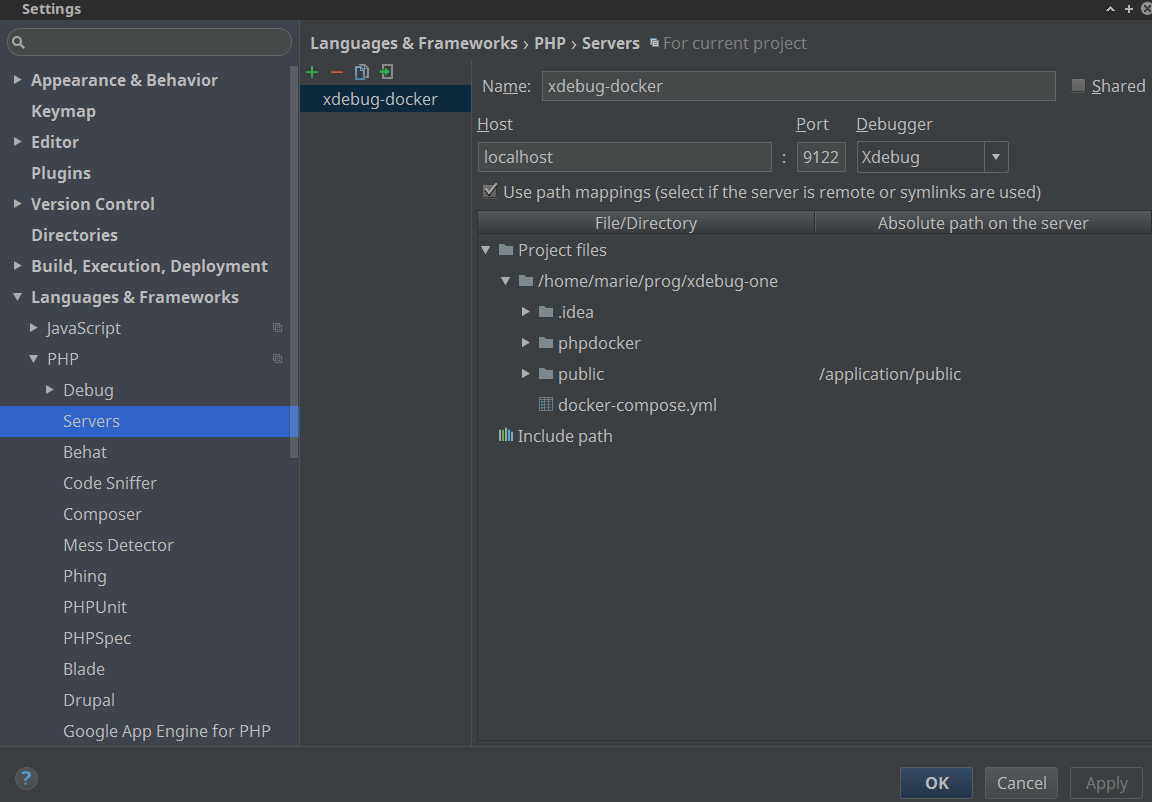 Settings
Appearance & Behavior
Keymap
Editor
Plugins
Version Control
Directories
Build, Execution, Deployment
Languages & Frameworks
JavaScript
PHP
Debug
Servers
Behat
Code Sniffer
Composer
Mess Detector
Phing
PHPUnit
PHPSpec
Blade
Drupal
Google App Engine for PHP
Languages & Frameworks › PHP › Servers For current project
xdebug-docker
Name: xdebug-docker Shared
Host Port Debugger
localhost : 9122 Xdebug
Use path mappings (select if the server is remote or symlinks are used)
File/Directory Absolute path on the server
Project files
/home/marie/prog/xdebug-one
.idea
phpdocker
public /application/public
docker-compose.yml
Include path
? OK Cancel Apply